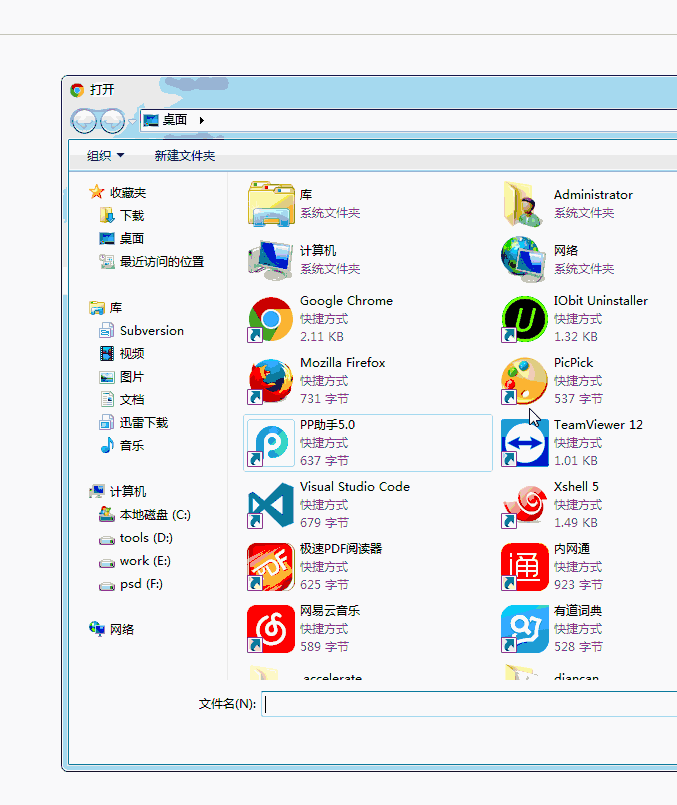 打开
桌面
组织
新建文件夹
收藏夹
下载
桌面
最近访问的位置
库
Subversion
视频
图片
文档
迅雷下载
音乐
计算机
本地磁盘 (C:)
tools (D:)
work (E:)
psd (F:)
网络
库
系统文件夹
Administrator
系统文件夹
计算机
系统文件夹
网络
系统文件夹
Google Chrome
快捷方式
2.11 KB
IObit Uninstaller
快捷方式
1.32 KB
Mozilla Firefox
快捷方式
731 字节
PicPick
快捷方式
537 字节
PP助手5.0
快捷方式
637 字节
TeamViewer 12
快捷方式
1.01 KB
Visual Studio Code
快捷方式
679 字节
Xshell 5
快捷方式
1.49 KB
PDF
极速PDF阅读器
快捷方式
625 字节
通
内网通
快捷方式
923 字节
网易云音乐
快捷方式
589 字节
有道词典
快捷方式
528 字节
accelerate
diancan
文件名(N):